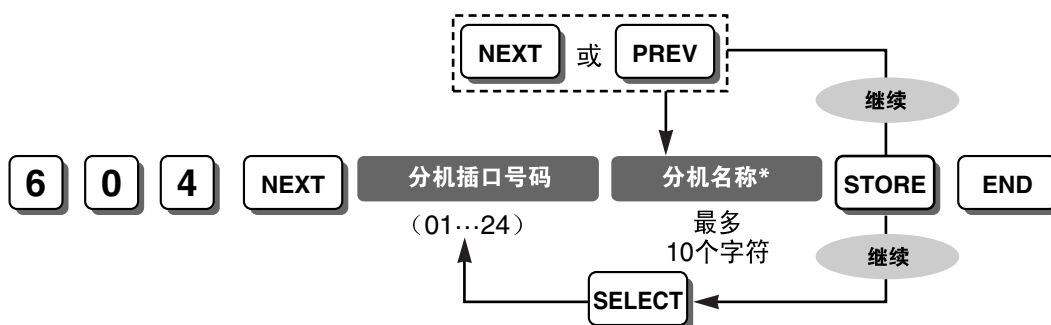 NEXT 或 PREV
继续
6 0 4 NEXT 分机插口号码 分机名称* STORE END
(01···24) 最多
10个字符
继续
SELECT